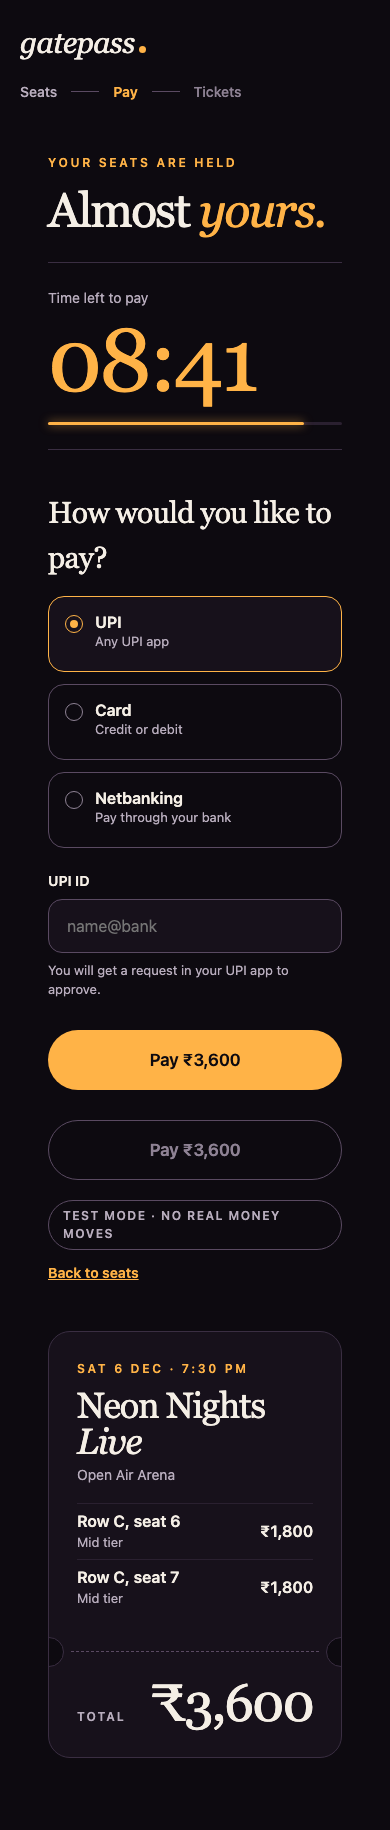 gatepass.
Seats
Pay
Tickets
YOUR SEATS ARE HELD
Almost yours.
Time left to pay
08:41
How would you like to
pay?
UPI
Any UPI app
Card
Credit or debit
Netbanking
Pay through your bank
UPI ID
name@bank
You will get a request in your UPI app to
approve.
Pay ₹3,600
Pay ₹3,600
TEST MODE · NO REAL MONEY
MOVES
Back to seats
SAT 6 DEC · 7:30 PM
Neon Nights
Live
Open Air Arena
Row C, seat 6
₹1,800
Mid tier
Row C, seat 7
₹1,800
Mid tier
TOTAL ₹3,600